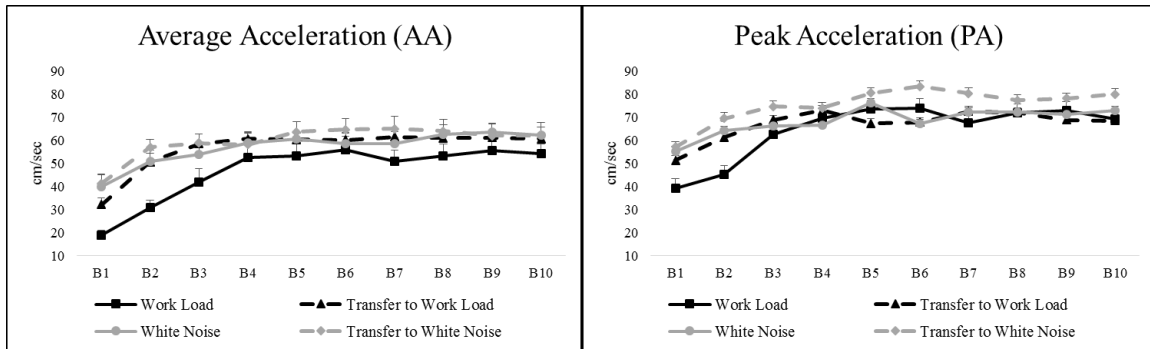 Average Acceleration (AA)
90
80
70
60
50
40
30
20
10
cm/sec
B1 B2 B3 B4 B5 B6 B7 B8 B9 B10
Work Load Transfer to Work Load
White Noise Transfer to White Noise
Peak Acceleration (PA)
90
80
70
60
50
40
30
20
10
cm/sec
B1 B2 B3 B4 B5 B6 B7 B8 B9 B10
Work Load Transfer to Work Load
White Noise Transfer to White Noise